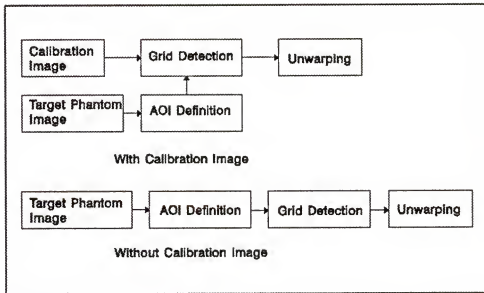 Calibration
Image
Grid Detection
Unwarping
Target Phantom
Image
AOI Definition
With Calibration Image
Target Phantom
Image
AOI Definition
Grid Detection
Unwarping
Without Calibration Image